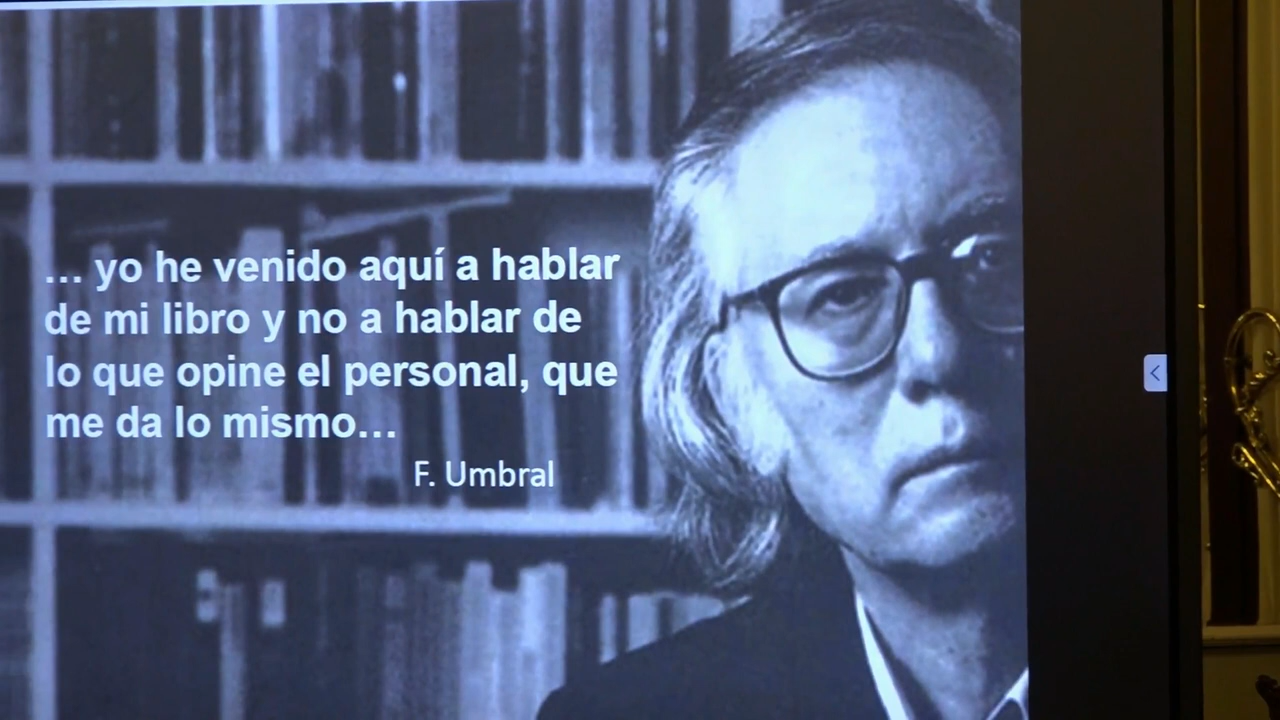 ... yo he venido aquí a hablar
de mi libro y no a hablar de
lo que opine el personal, que
me da lo mismo...
F. Umbral